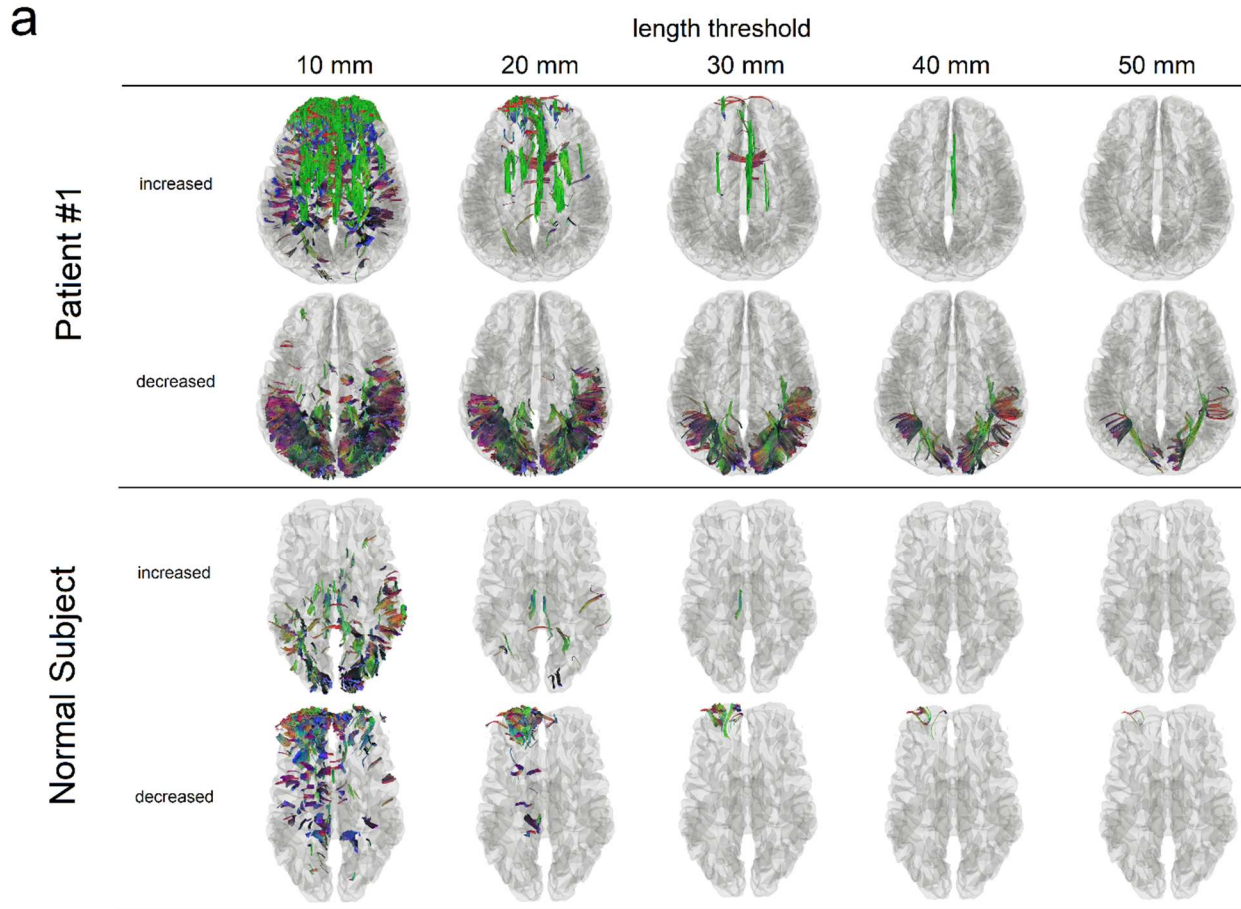 a
length threshold
10 mm 20 mm 30 mm 40 mm 50 mm
Patient #1
increased
decreased
Normal Subject
increased
decreased